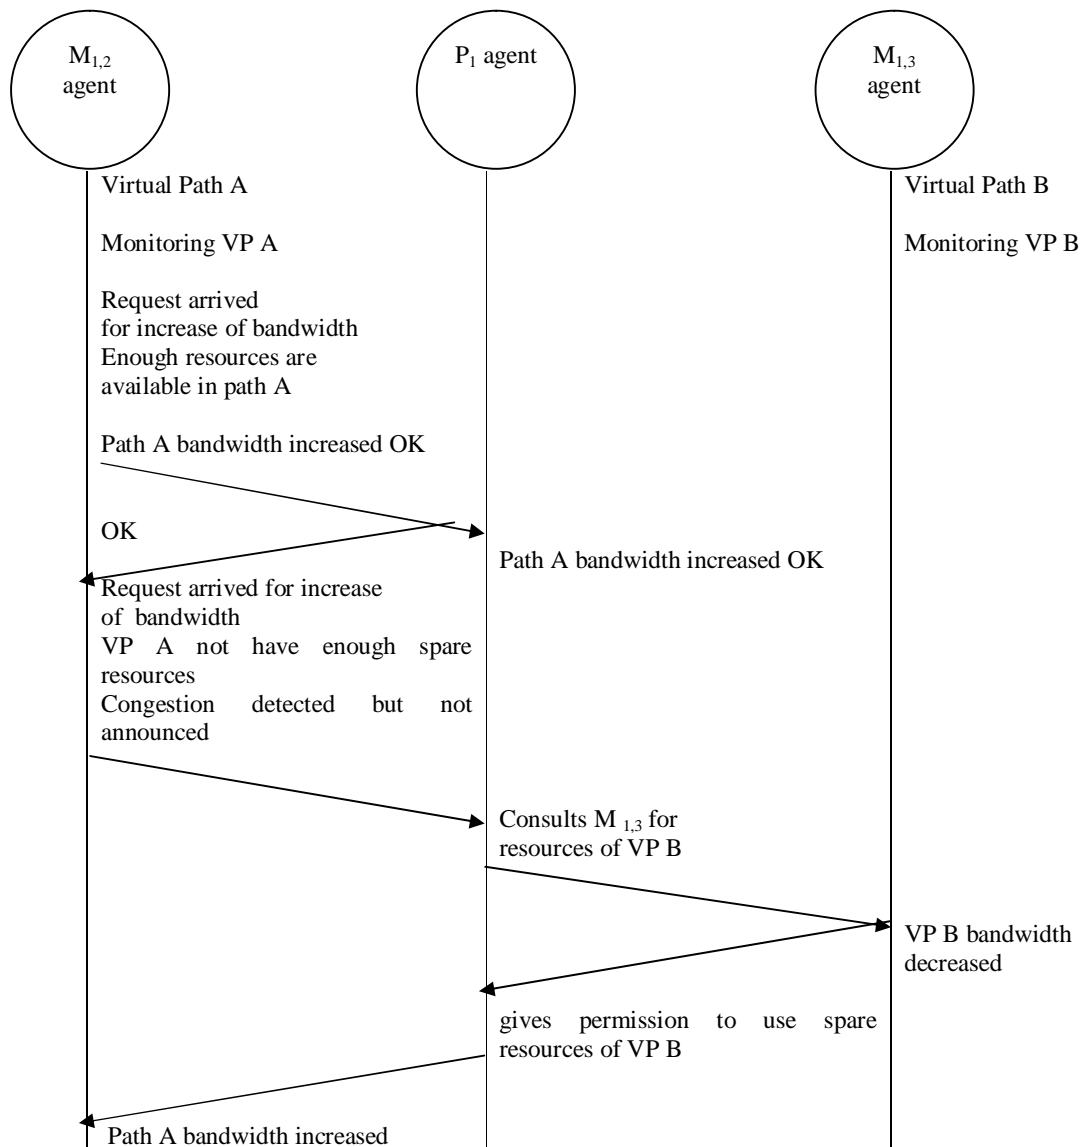 M1,2
agent
P1 agent
M1,3
agent
Virtual Path A
Virtual Path B
Monitoring VP A
Monitoring VP B
Request arrived
for increase of bandwidth
Enough resources are
available in path A
Path A bandwidth increased OK
OK
Path A bandwidth increased OK
Request arrived for increase
of bandwidth
VP A not have enough spare
resources
Congestion detected but not
announced
Consults M 1,3 for
resources of VP B
VP B bandwidth
decreased
gives permission to use spare
resources of VP B
Path A bandwidth increased